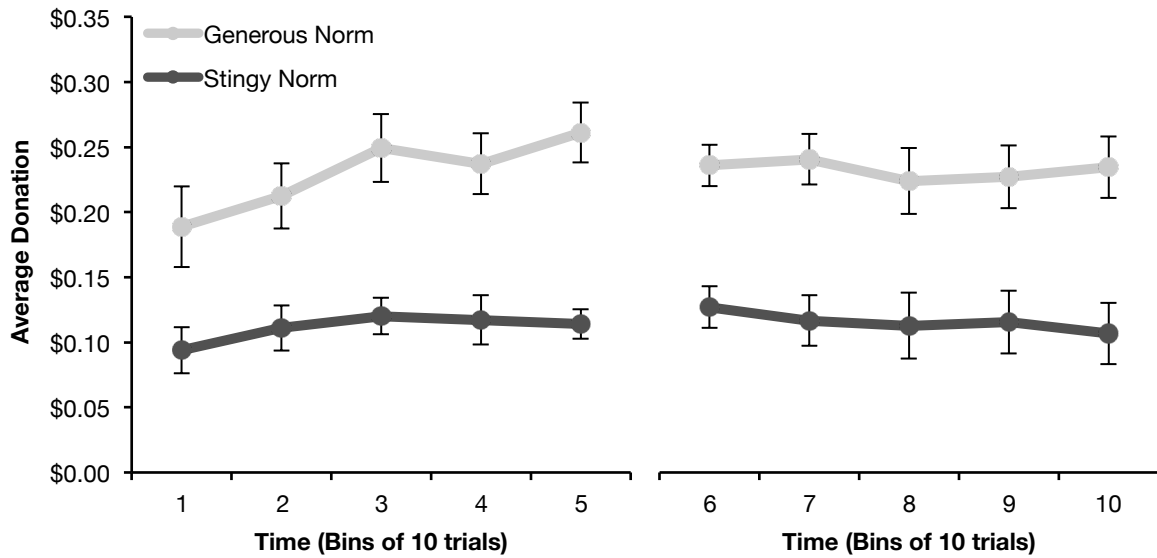 $0.35
$0.30
$0.25
$0.20
$0.15
$0.10
$0.05
$0.00
Average Donation
Generous Norm
Stingy Norm
1 2 3 4 5
Time (Bins of 10 trials)
6 7 8 9 10
Time (Bins of 10 trials)